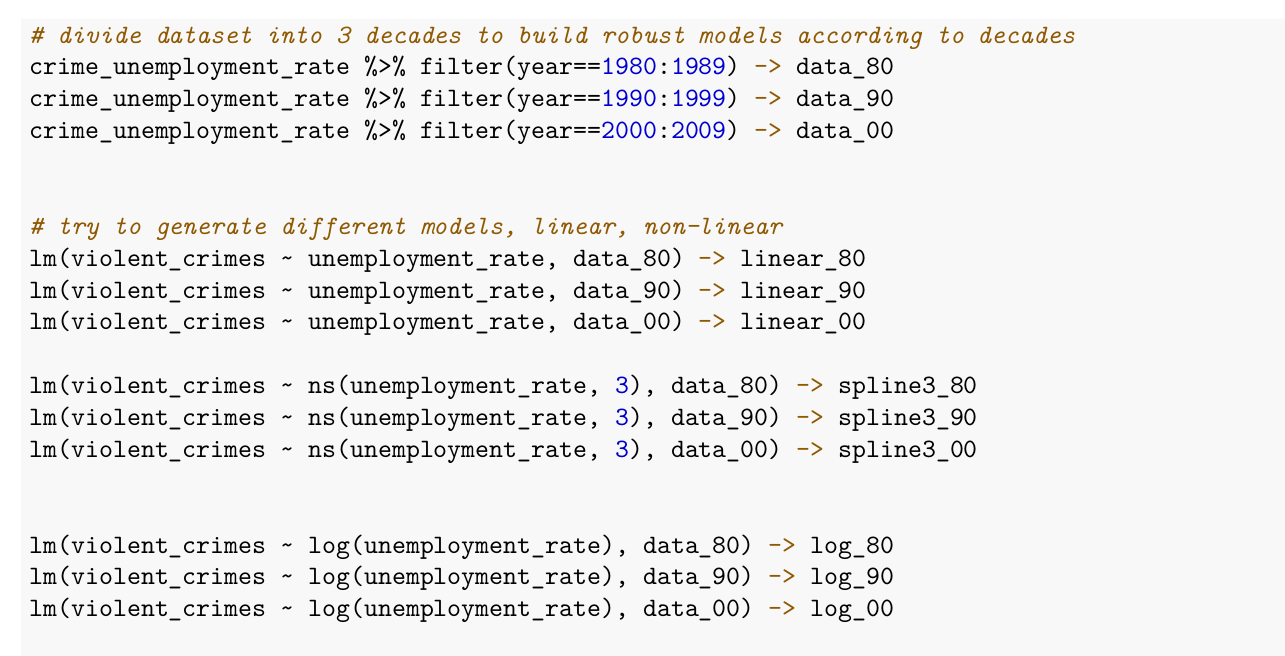 # divide dataset into 3 decades to build robust models according to decades
crime_unemployment_rate %>% filter(year==1980:1989) -> data_80
crime_unemployment_rate %>% filter(year==1990:1999) -> data_90
crime_unemployment_rate %>% filter(year==2000:2009) -> data_00
# try to generate different models, linear, non-linear
lm(violent_crimes ~ unemployment_rate, data_80) -> linear_80
lm(violent_crimes ~ unemployment_rate, data_90) -> linear_90
lm(violent_crimes ~ unemployment_rate, data_00) -> linear_00
lm(violent_crimes ~ ns(unemployment_rate, 3), data_80) -> spline3_80
lm(violent_crimes ~ ns(unemployment_rate, 3), data_90) -> spline3_90
lm(violent_crimes ~ ns(unemployment_rate, 3), data_00) -> spline3_00
lm(violent_crimes ~ log(unemployment_rate), data_80) -> log_80
lm(violent_crimes ~ log(unemployment_rate), data_90) -> log_90
lm(violent_crimes ~ log(unemployment_rate), data_00) -> log_00